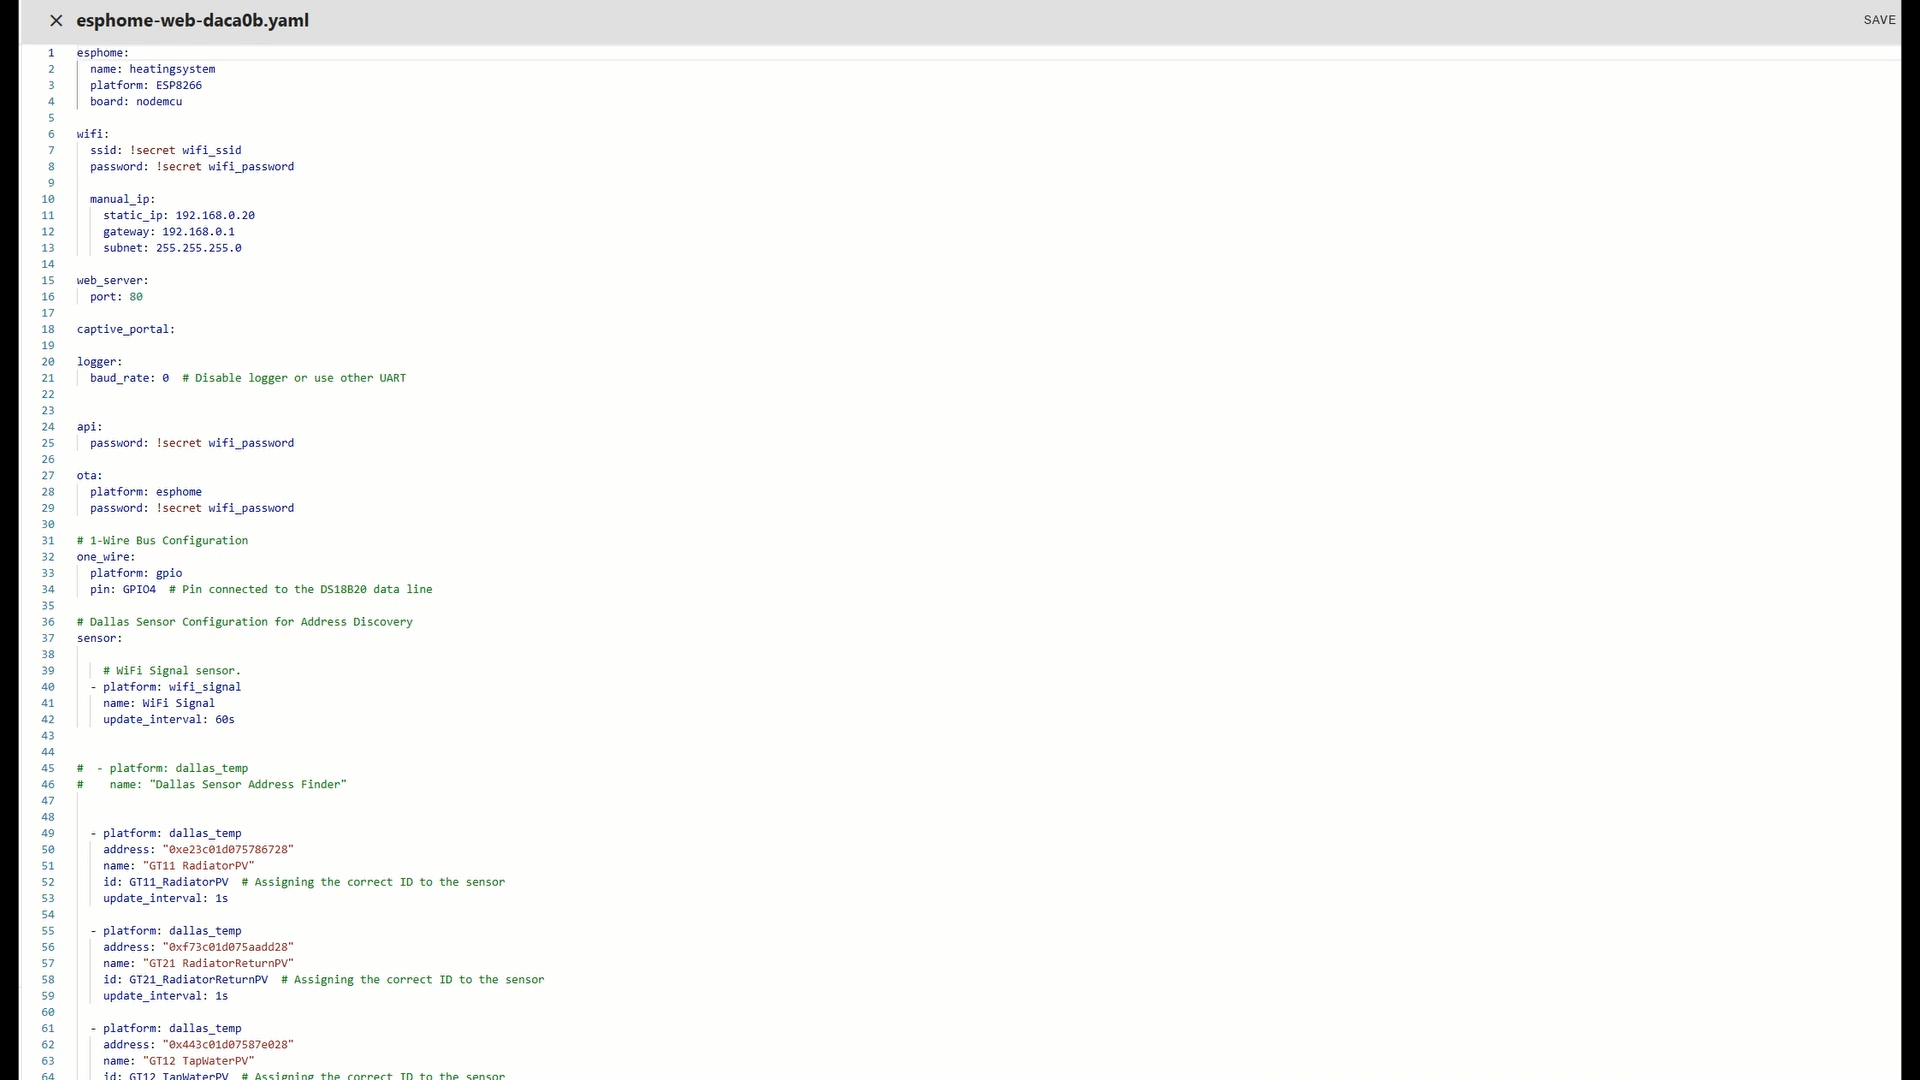 esphome-web-daca0b.yaml
SAVE
1 esphome:
2 name: heatingsystem
3 platform: ESP8266
4 board: nodemcu
5
6 wifi:
7 ssid: !secret wifi_ssid
8 password: !secret wifi_password
9
10 manual_ip:
11 static_ip: 192.168.0.20
12 gateway: 192.168.0.1
13 subnet: 255.255.255.0
14
15 web_server:
16 port: 80
17
18 captive_portal:
19
20 logger:
21 baud_rate: 0 # Disable logger or use other UART
22
23
24 api:
25 password: !secret wifi_password
26
27 ota:
28 platform: esphome
29 password: !secret wifi_password
30
31 # 1-Wire Bus Configuration
32 one_wire:
33 platform: gpio
34 pin: GPIO4 # Pin connected to the DS18B20 data line
35
36 # Dallas Sensor Configuration for Address Discovery
37 sensor:
38
39 # WiFi Signal sensor.
40 - platform: wifi_signal
41 name: WiFi Signal
42 update_interval: 60s
43
44
45 # - platform: dallas_temp
46 # name: "Dallas Sensor Address Finder"
47
48
49 - platform: dallas_temp
50 address: "0xe23c01d075786728"
51 name: "GT11 RadiatorPV"
52 id: GT11_RadiatorPV # Assigning the correct ID to the sensor
53 update_interval: 1s
54
55 - platform: dallas_temp
56 address: "0xf73c01d075aadd28"
57 name: "GT21 RadiatorReturnPV"
58 id: GT21_RadiatorReturnPV # Assigning the correct ID to the sensor
59 update_interval: 1s
60
61 - platform: dallas_temp
62 address: "0x443c01d07587e028"
63 name: "GT12 TapWaterPV"
64 id: GT12_TapWaterPV # Assigning the correct ID to the sensor